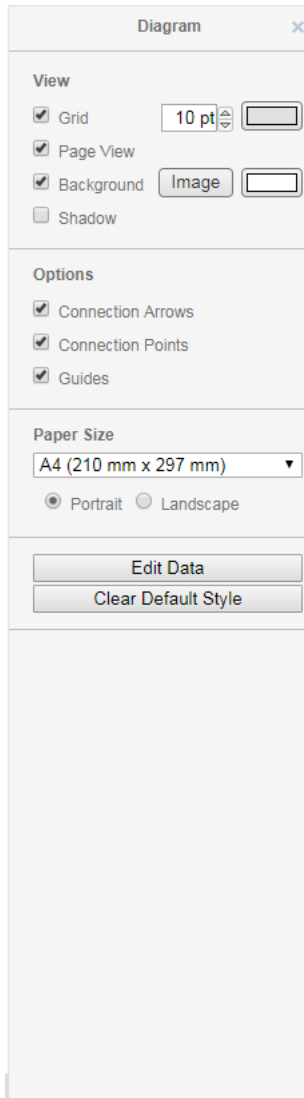 Diagram
View
Grid 10 pt
Page View
Background Image
Shadow
Options
Connection Arrows
Connection Points
Guides
Paper Size
A4 (210 mm x 297 mm)
Portrait Landscape
Edit Data
Clear Default Style